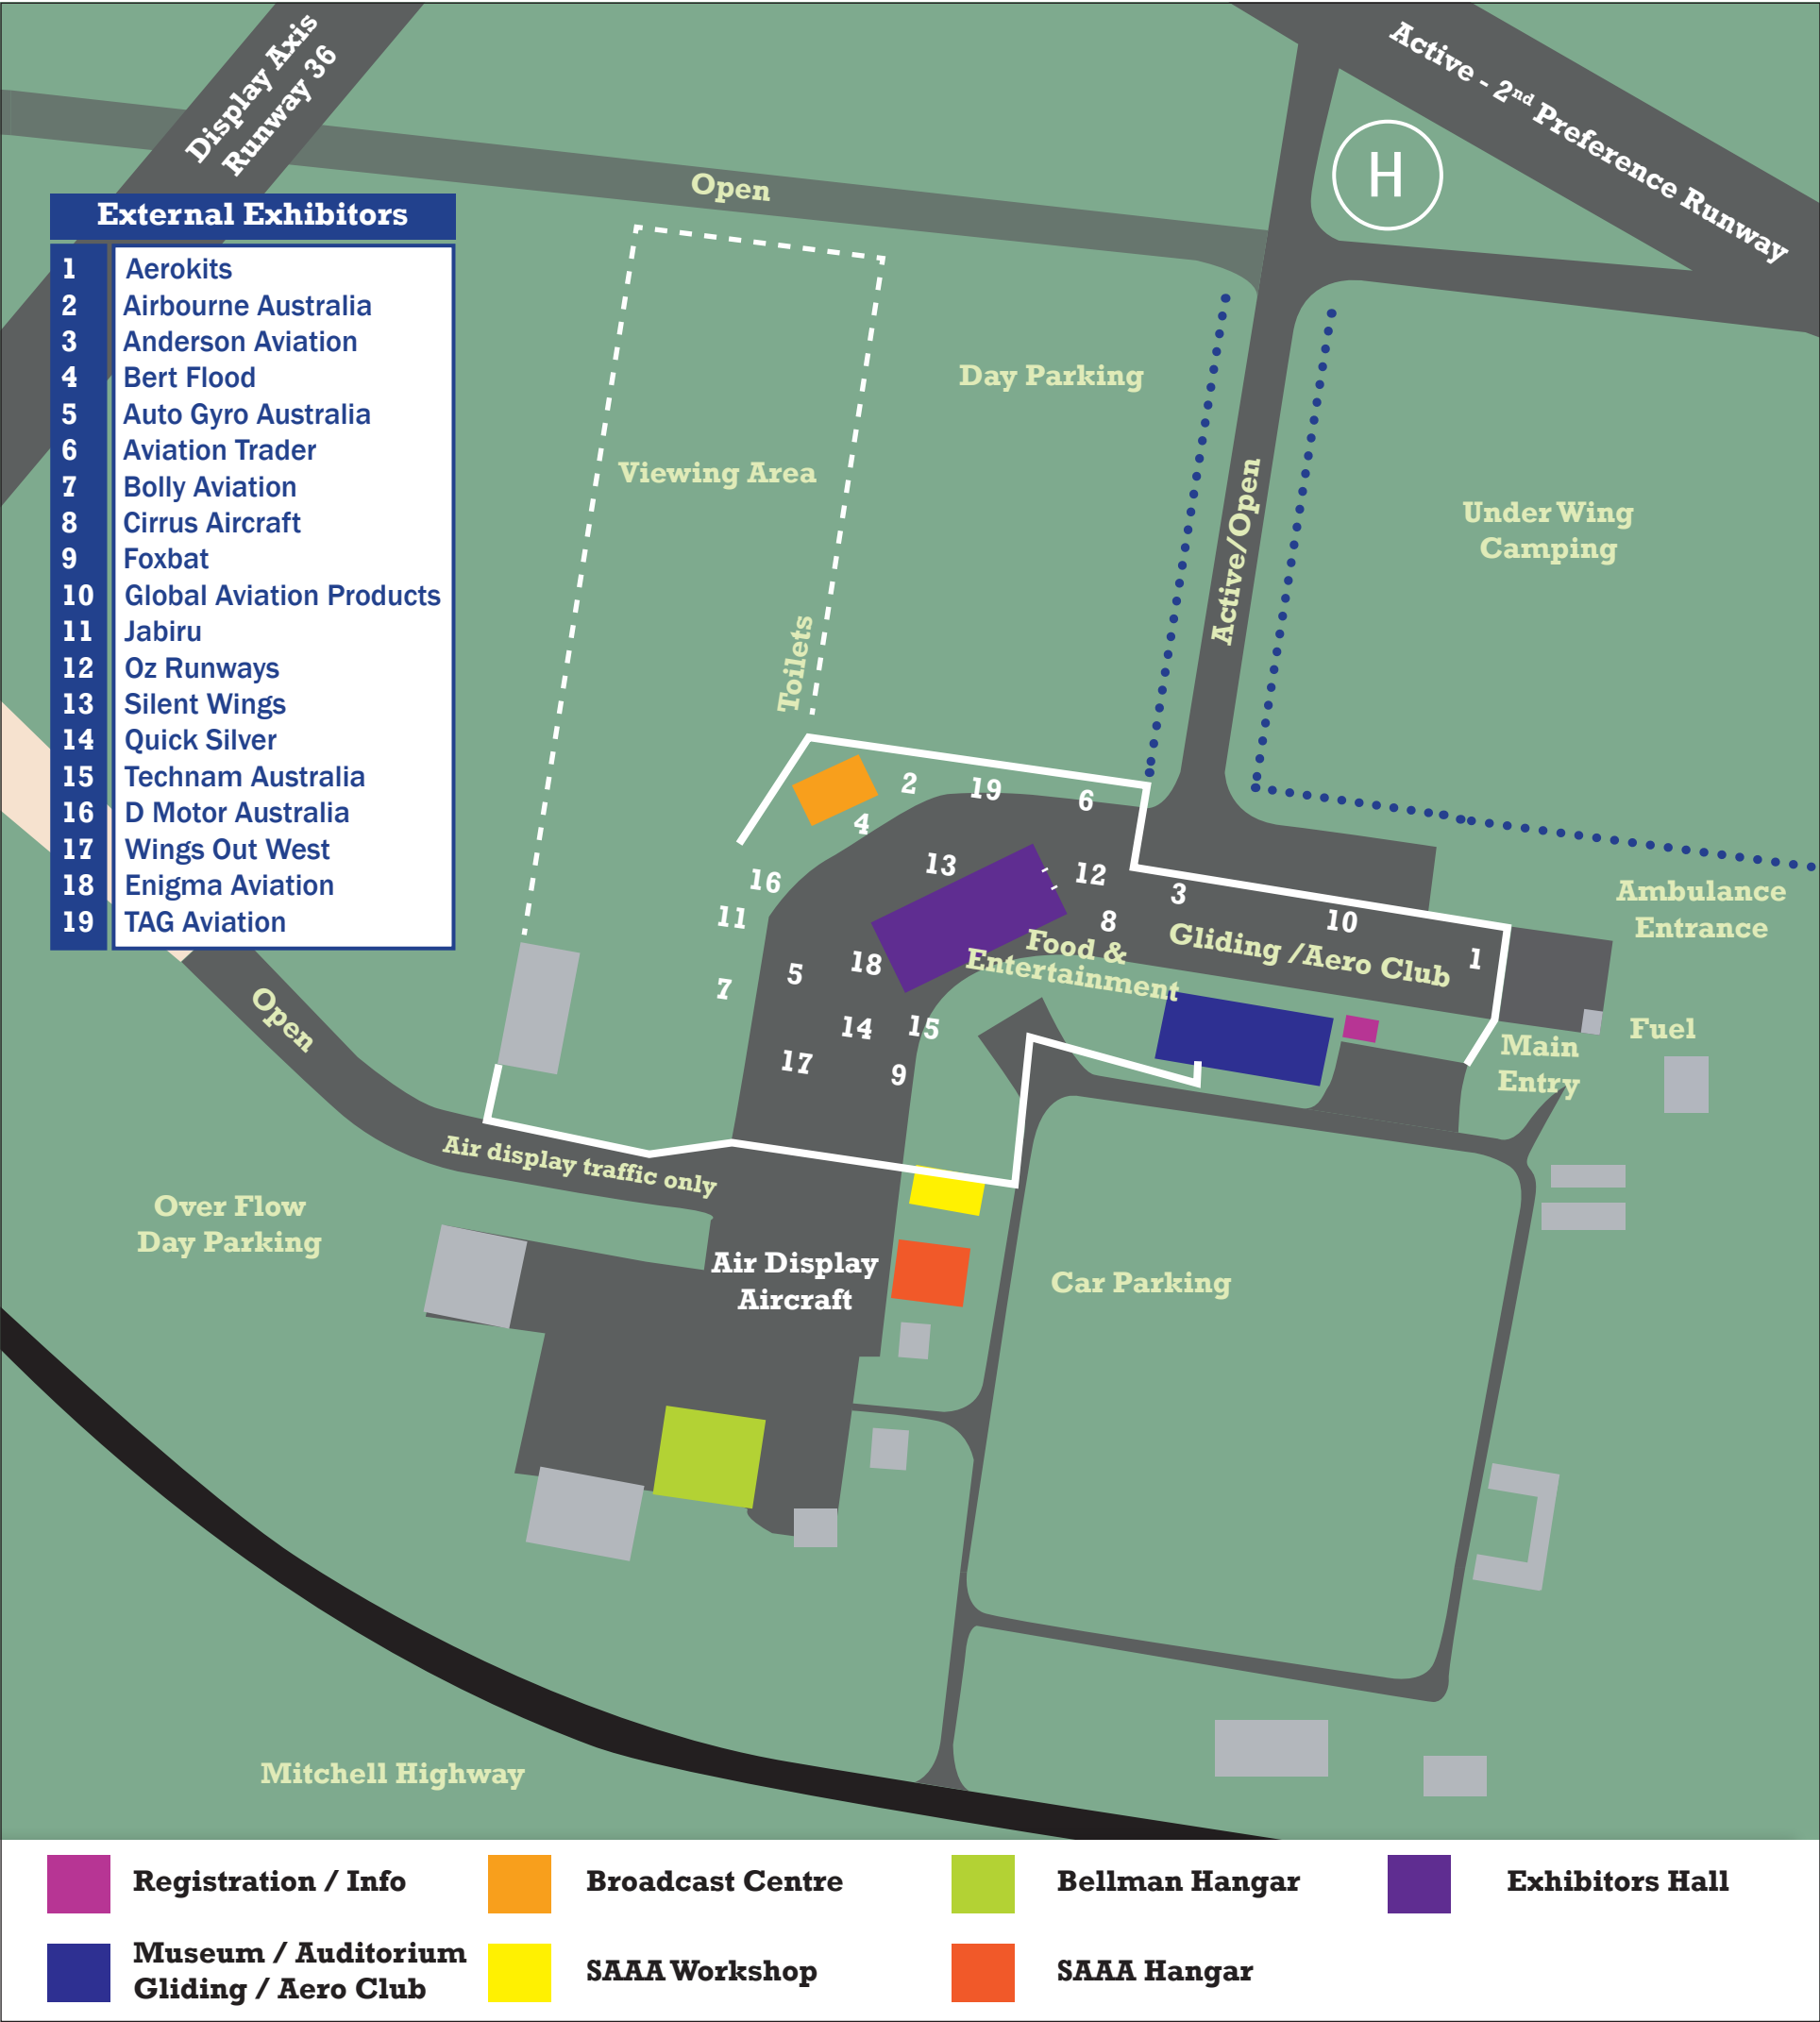 Display Axis
Runway 36
Active - 2nd Preference Runway
H
Open
External Exhibitors
1 Aerokits
2 Airbourne Australia
3 Anderson Aviation
4 Bert Flood
5 Auto Gyro Australia
6 Aviation Trader
7 Bolly Aviation
8 Cirrus Aircraft
9 Foxbat
10 Global Aviation Products
11 Jabiru
12 Oz Runways
13 Silent Wings
14 Quick Silver
15 Technam Australia
16 D Motor Australia
17 Wings Out West
18 Enigma Aviation
19 TAG Aviation
Day Parking
Viewing Area
Active/Open
Under Wing
Camping
Toilets
2
19
6
4
13
12
16
3
11
8
10
Ambulance
Entrance
Food &
Entertainment
Gliding /Aero Club
1
18
5
7
14
15
17
9
Open
Fuel
Main
Entry
Air display traffic only
Over Flow
Day Parking
Air Display
Aircraft
Car Parking
Mitchell Highway
Registration / Info
Broadcast Centre
Bellman Hangar
Exhibitors Hall
Museum / Auditorium
Gliding / Aero Club
SAAA Workshop
SAAA Hangar